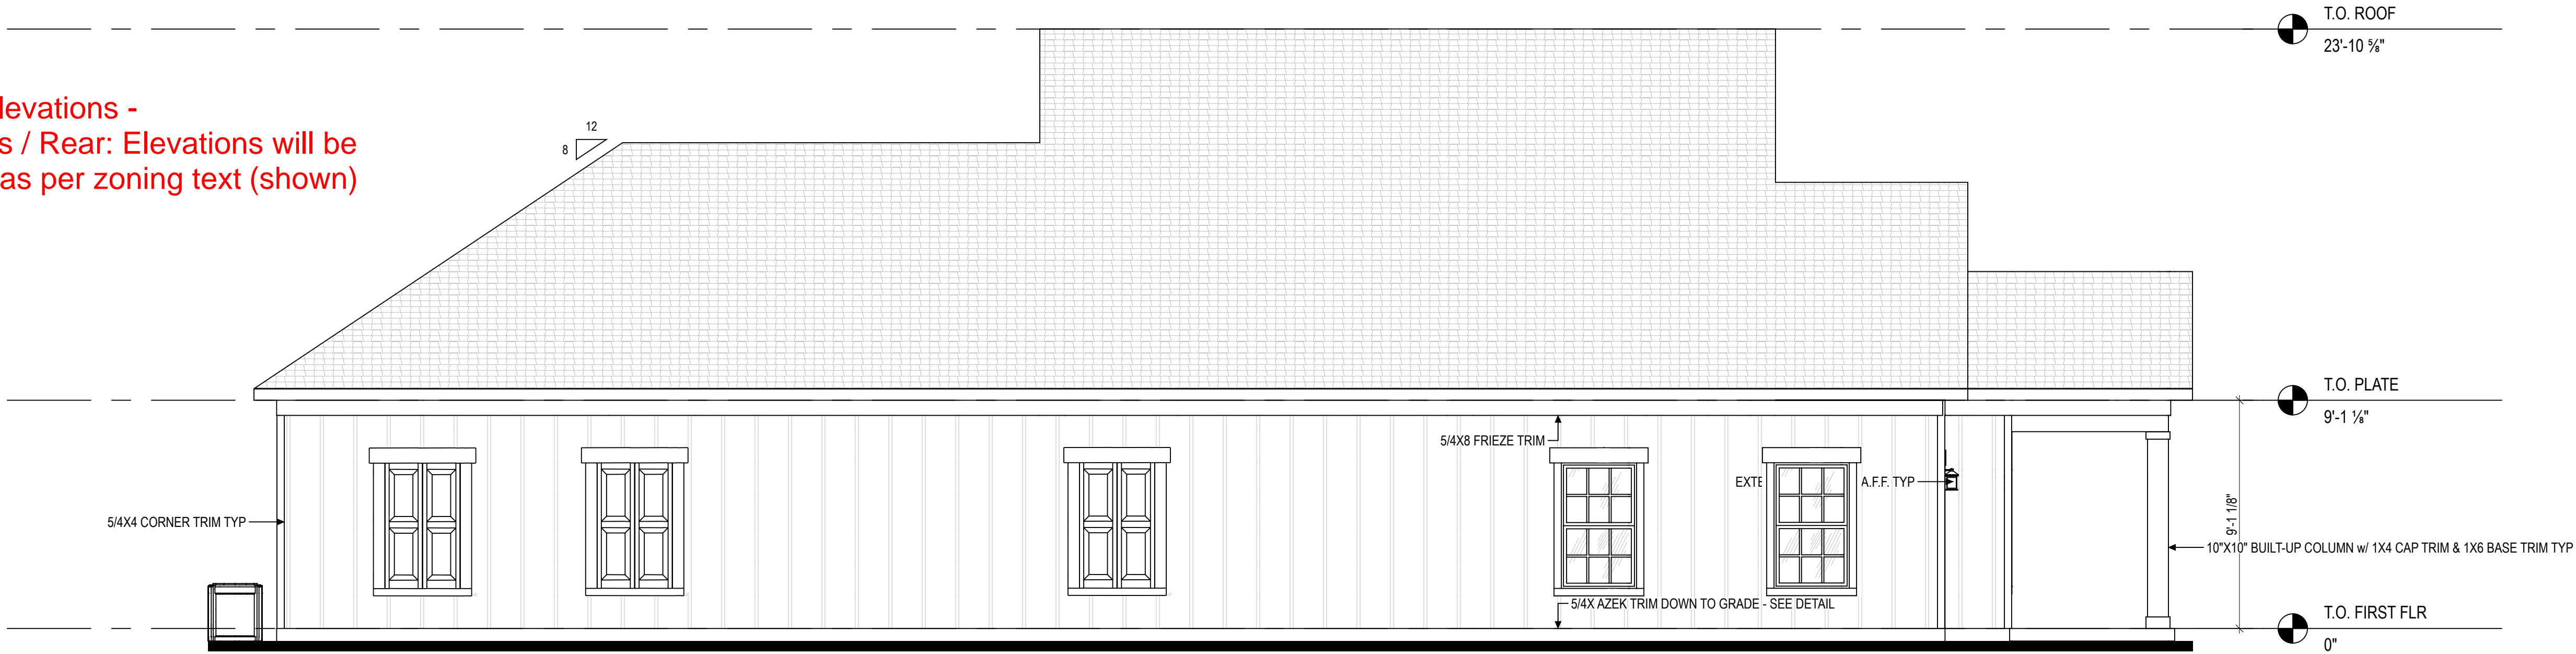 T.O. ROOF
23'-10 ⅝"
levations -
s / Rear: Elevations will be
as per zoning text (shown)
12
8
T.O. PLATE
9'-1 ⅛"
5/4X8 FRIEZE TRIM
EXTE
A.F.F. TYP
5/4X4 CORNER TRIM TYP
9'-1 1/8"
10"X10" BUILT-UP COLUMN w/ 1X4 CAP TRIM & 1X6 BASE TRIM TYP
5/4X AZEK TRIM DOWN TO GRADE - SEE DETAIL
T.O. FIRST FLR
0"